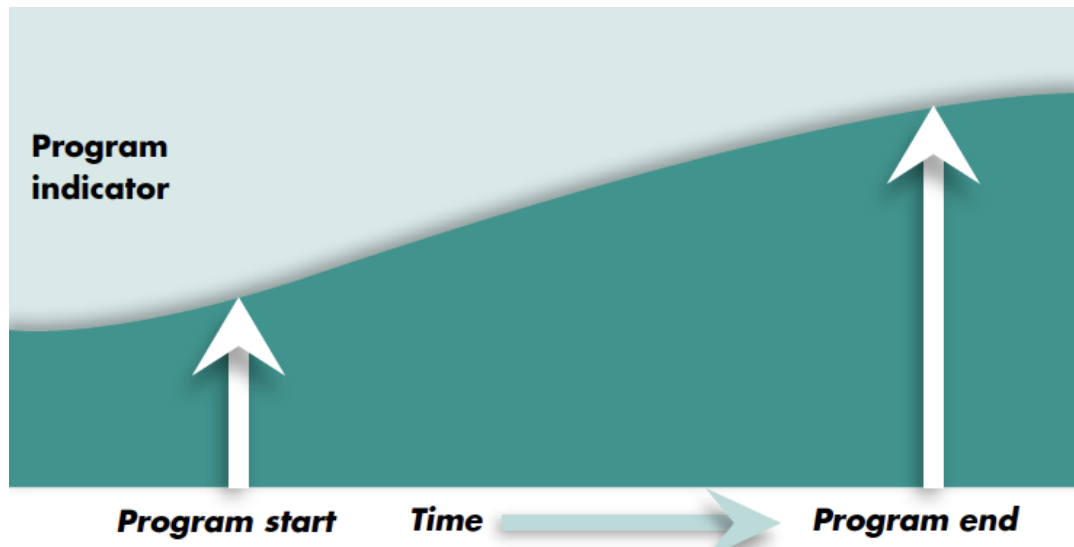 Program
indicator
Program start
Time
Program end